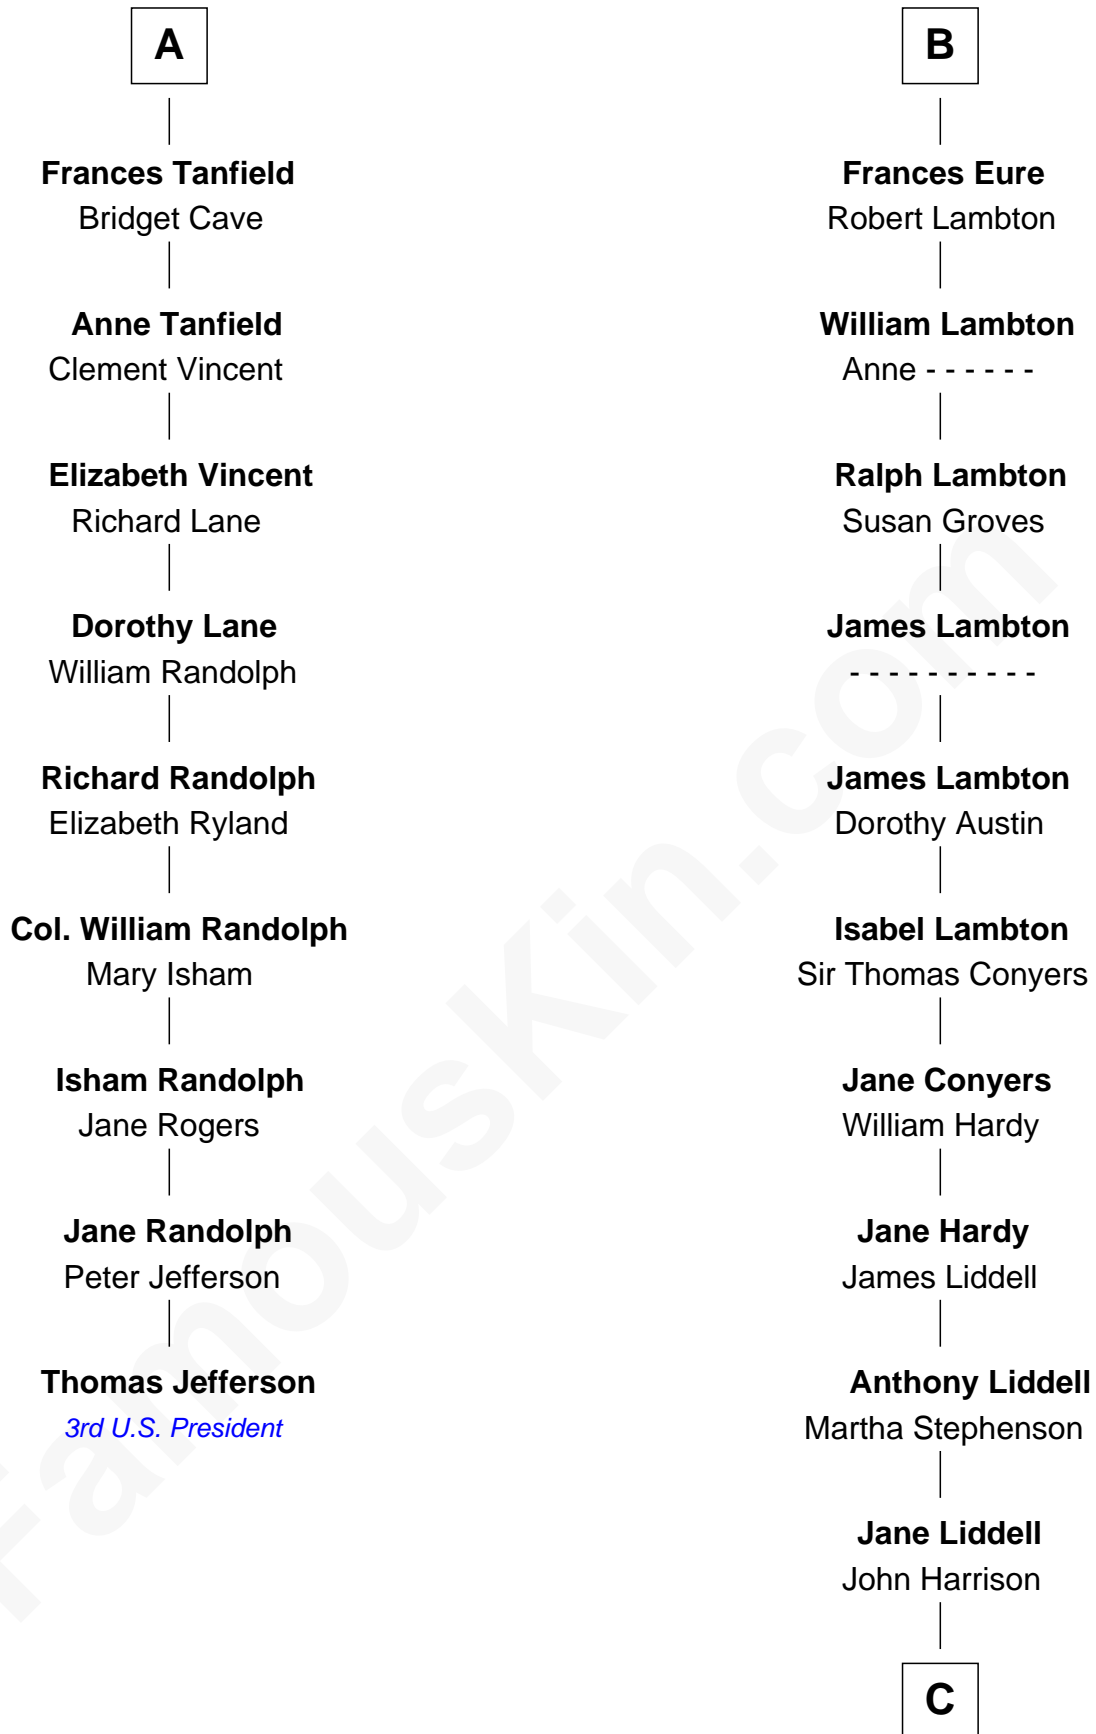 A
Frances Tanfield
Bridget Cave
Anne Tanfield
Clement Vincent
Elizabeth Vincent
Richard Lane
Dorothy Lane
William Randolph
Richard Randolph
Elizabeth Ryland
Col. William Randolph
Mary Isham
Isham Randolph
Jane Rogers
Jane Randolph
Peter Jefferson
Thomas Jefferson
3rd U.S. President
B
Frances Eure
Robert Lambton
William Lambton
Anne - - - - - -
Ralph Lambton
Susan Groves
James Lambton
- - - - - - - - - -
James Lambton
Dorothy Austin
Isabel Lambton
Sir Thomas Conyers
Jane Conyers
William Hardy
Jane Hardy
James Liddell
Anthony Liddell
Martha Stephenson
Jane Liddell
John Harrison
C
FamousKin.com